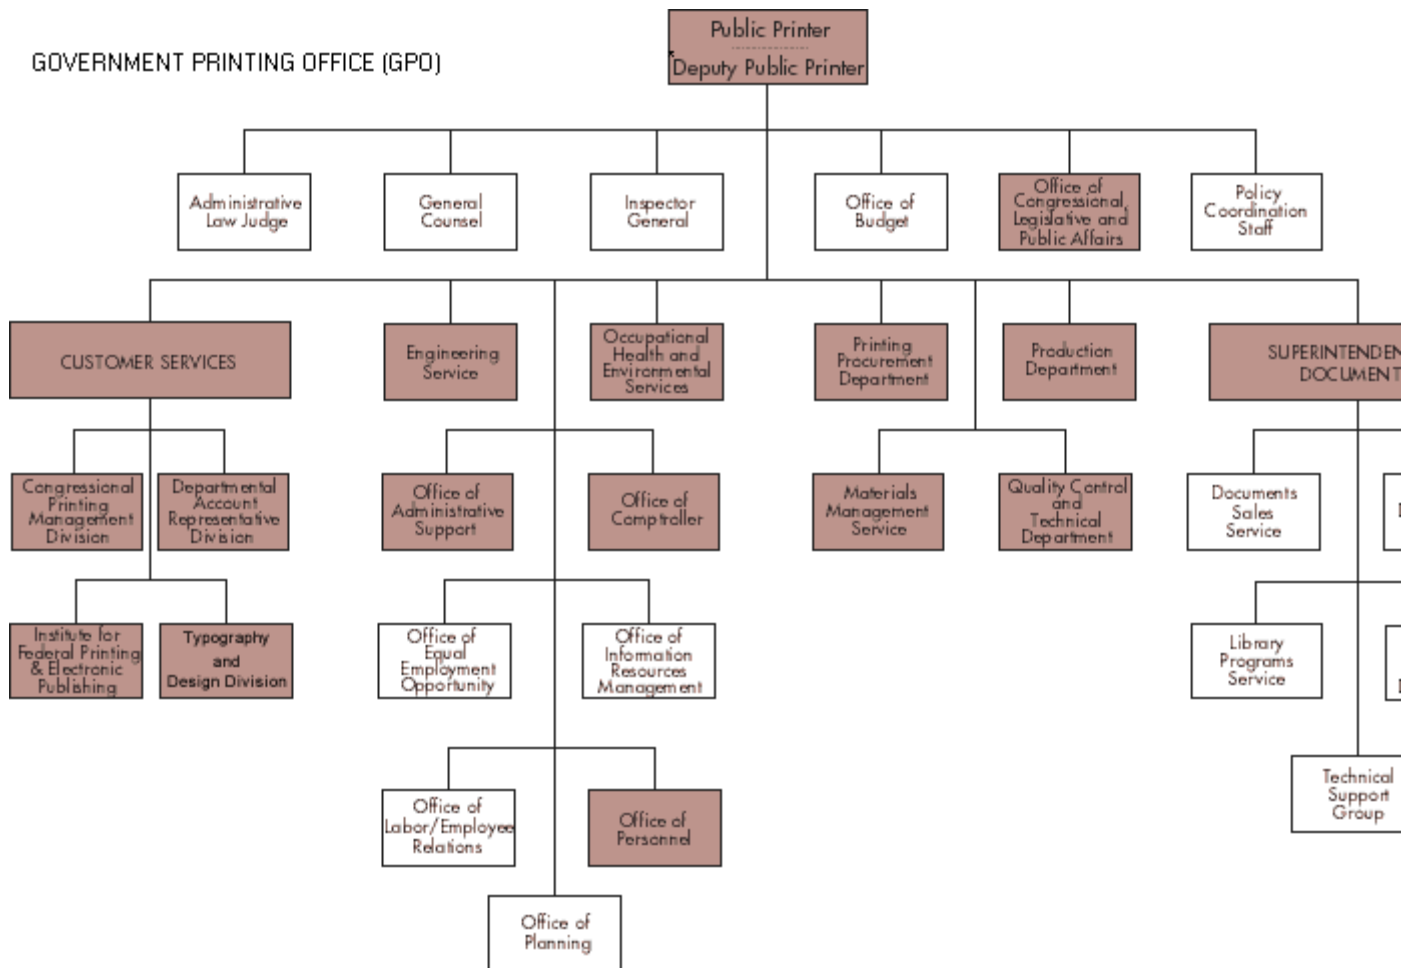 Public Printer
GOVERNMENT PRINTING OFFICE (GPO)
Deputy Public Printer
Administrative
Law Judge
General
Counsel
Inspector
General
Office of
Budget
Office of
Congressional,
Legislative and
Public Affairs
Policy
Coordination
Staff
CUSTOMER SERVICES
Engineering
Service
Occupational
Health and
Environmental
Services
Printing
Procurement
Department
Production
Department
SUPERINTENDEN
DOCUMENT
Congressional
Printing
Management
Division
Departmental
Account
Representative
Division
Office of
Administrative
Support
Office of
Comptroller
Materials
Management
Service
Quality Control
and
Technical
Department
Documents
Sales
Service
Institute for
Federal Printing
& Electronic
Publishing
Typography
and
Design Division
Office of
Equal
Employment
Opportunity
Office of
Information
Resources
Management
Library
Programs
Service
Office of
Labor/Employee
Relations
Office of
Personnel
Technical
Support
Group
Office of
Planning